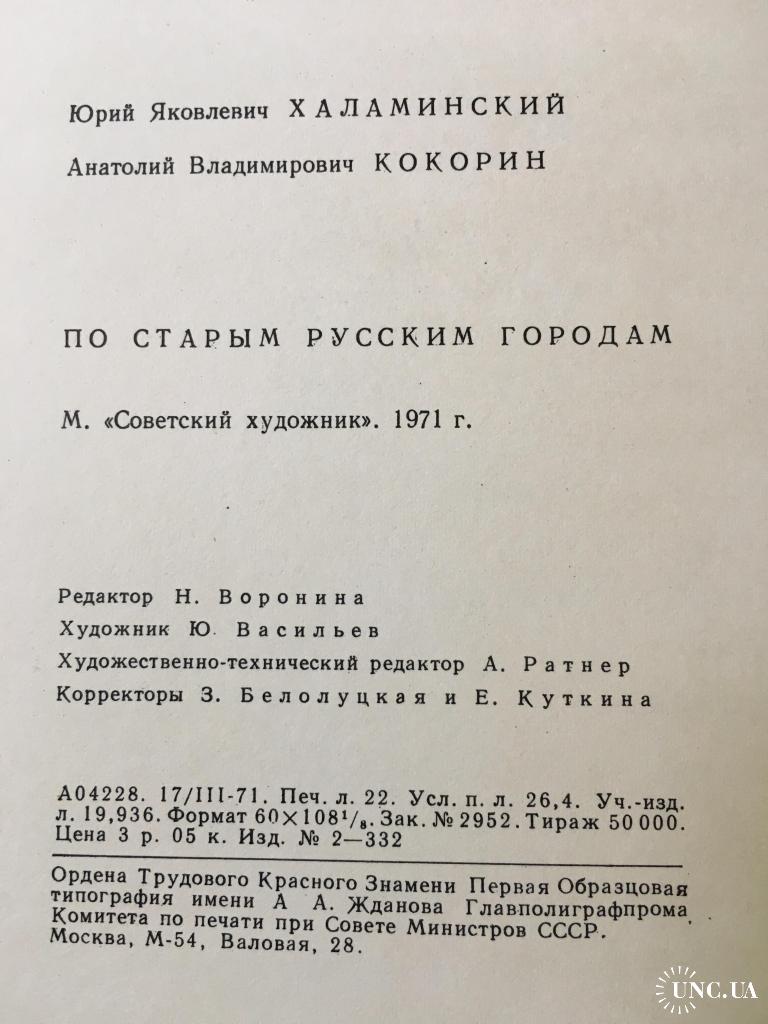 Юрий Яковлевич ХАЛАМИНСКИЙ
Анатолий Владимирович КОКОРИН
ПО СТАРЫМ РУССКИМ ГОРОДАМ
М. «Советский художник». 1971 г.
Редактор Н. Воронина
Художник Ю. Васильев
Художественно-технический редактор А. Ратнер
Корректоры З. Белолуцкая и Е. Куткина
А04228. 17/III-71. Печ. л. 22. Усл. п. л. 26,4. Уч.-изд.
л. 19,936. Формат 60×108¹/₈. Зак. № 2952. Тираж 50 000.
Цена 3 р. 05 к. Изд. № 2—332
Ордена Трудового Красного Знамени Первая Образцовая
типография имени А А. Жданова Главполиграфпрома
Комитета по печати при Совете Министров СССР.
Москва, М-54, Валовая, 28.
UNC.UA